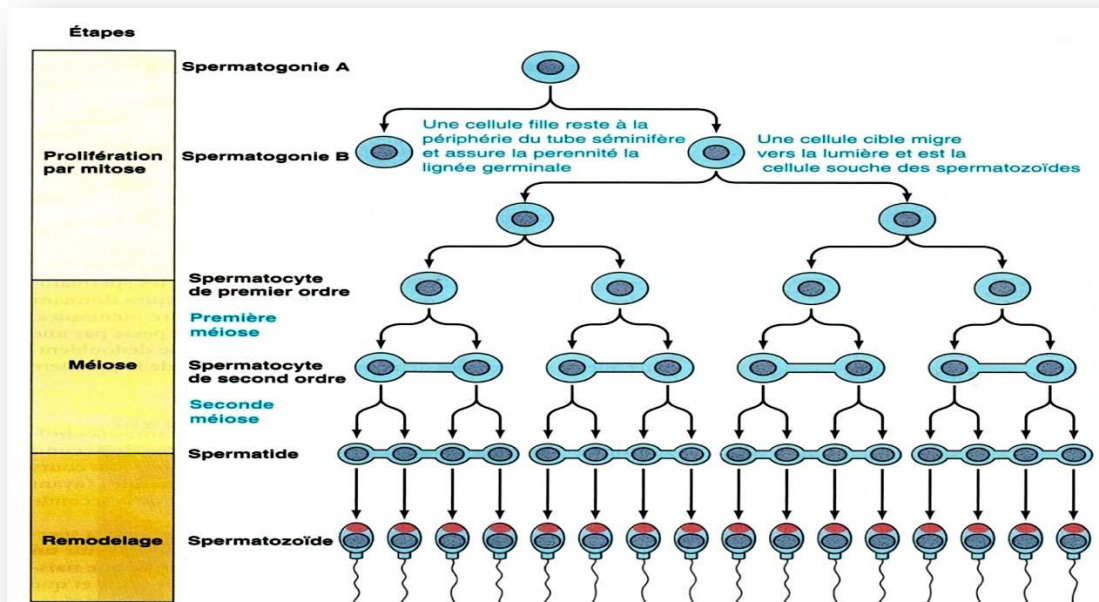 Étapes
Spermatogonie A
Prolifération
par mitose
Spermatogonie B
Une cellule fille reste à la
périphérie du tube séminifère
et assure la perennité la
lignée germinale
Une cellule cible migre
vers la lumière et est la
cellule souche des spermatozoïdes
Spermatocyte
de premier ordre
Première
méiose
Méiose
Spermatocyte
de second ordre
Seconde
méiose
Spermatide
Remodelage
Spermatozoïde